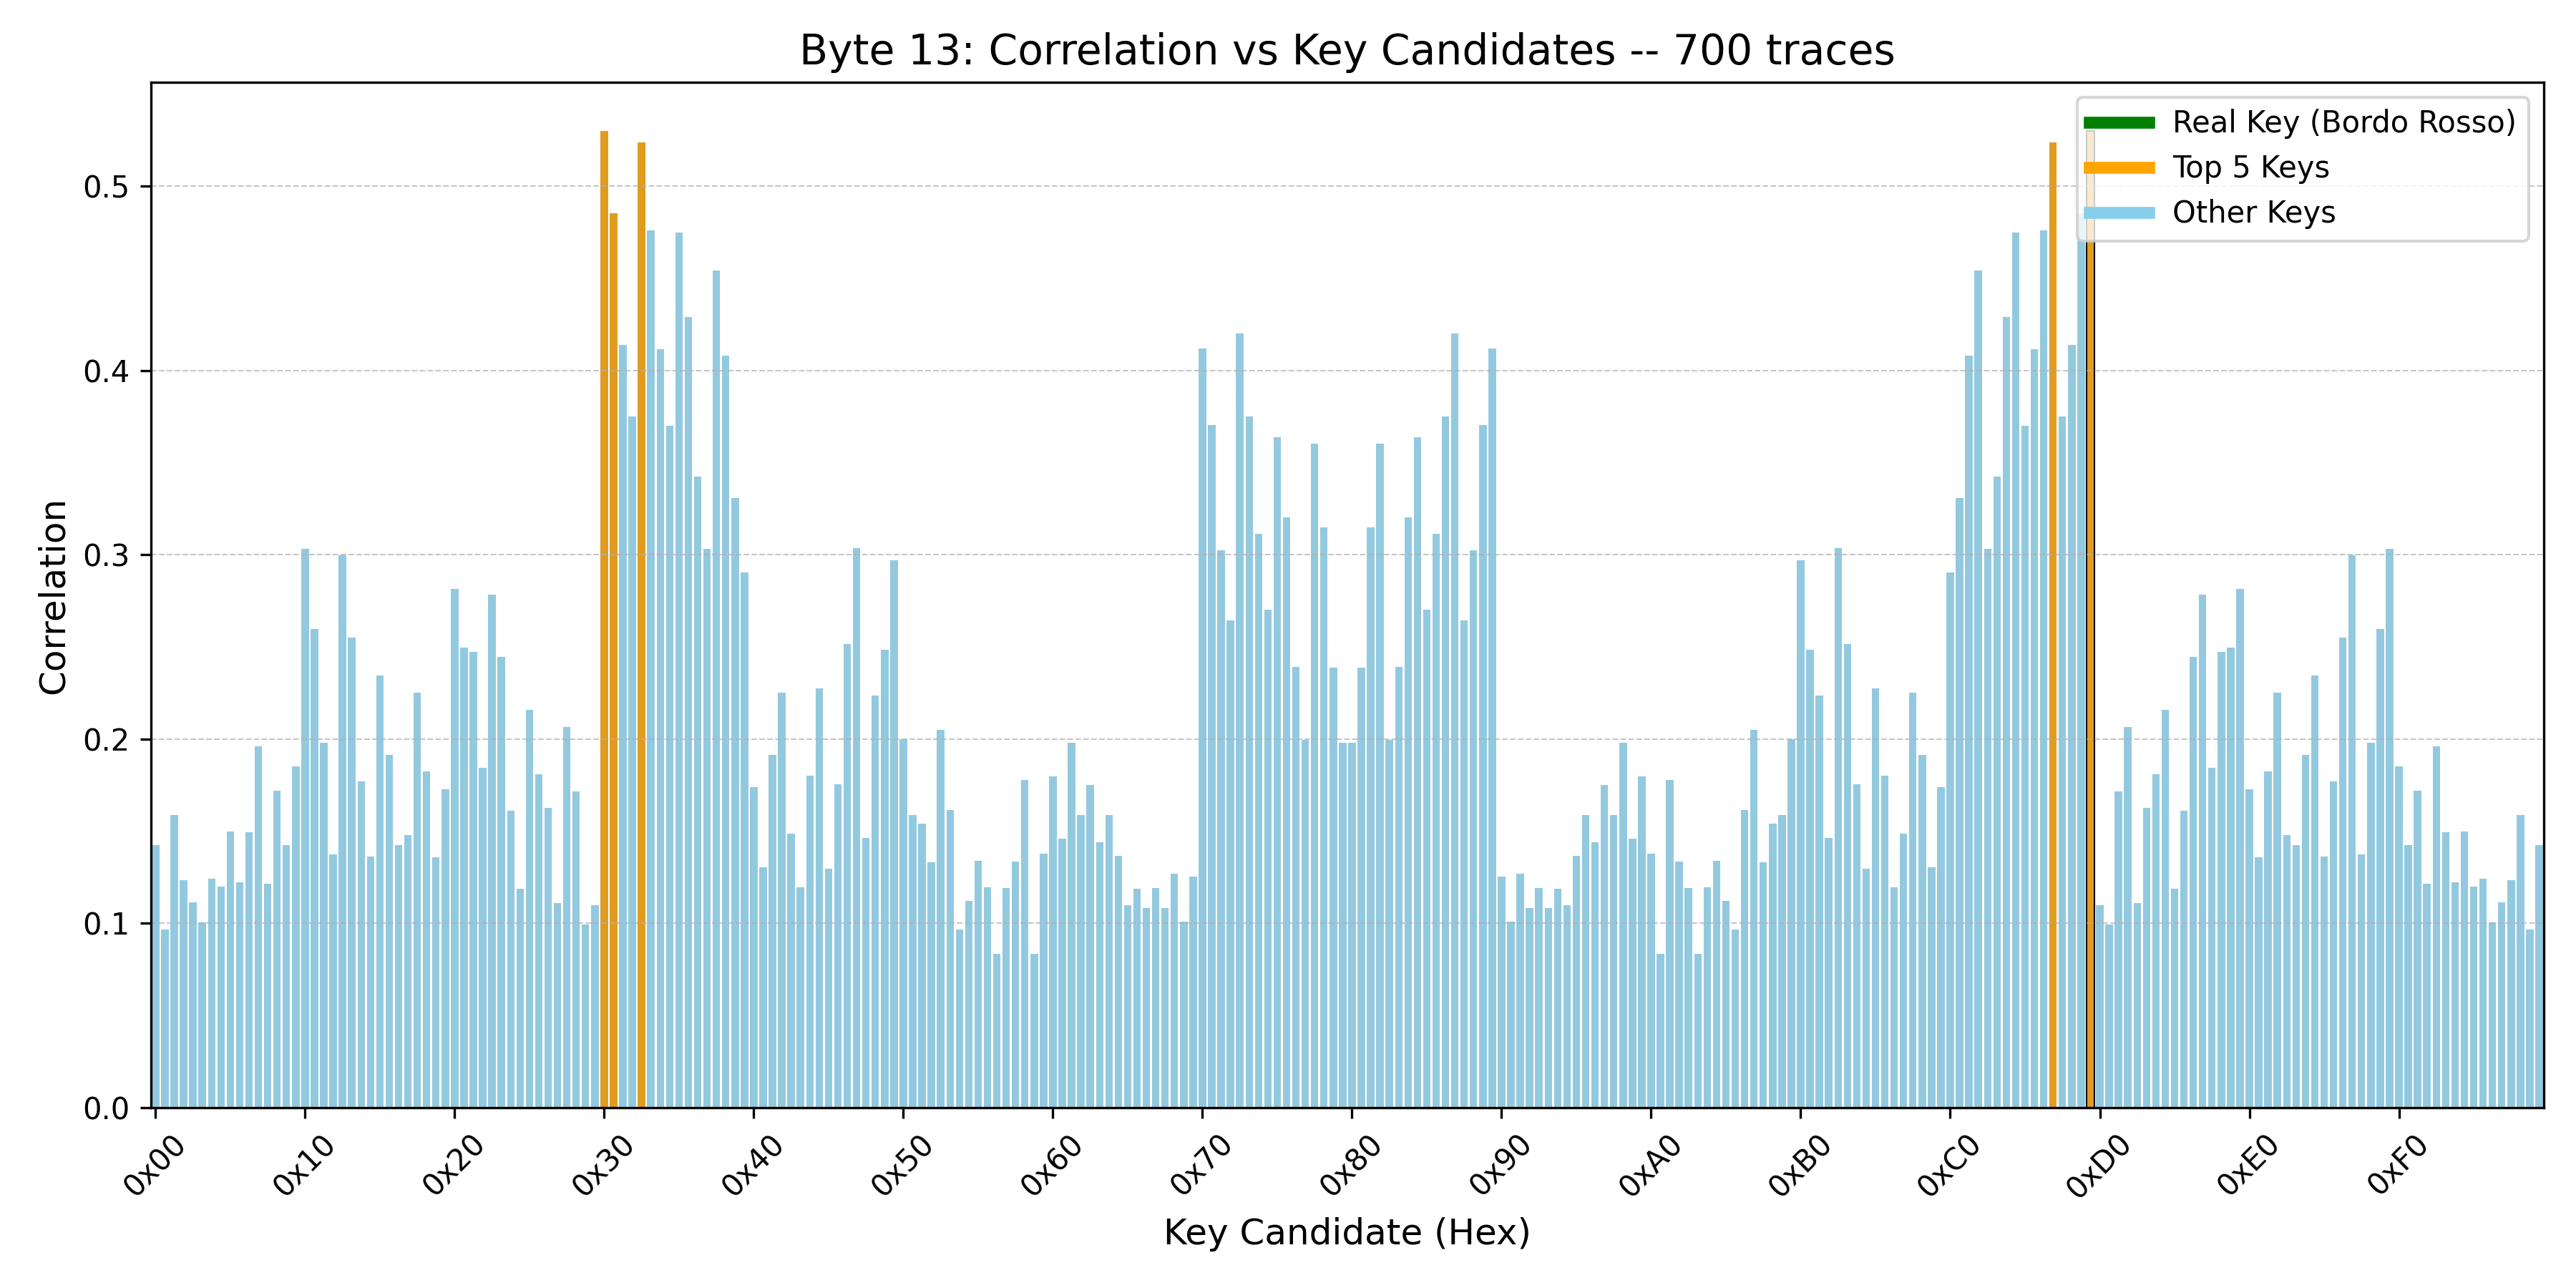 Byte 13: Correlation vs Key Candidates -- 700 traces
Real Key (Bordo Rosso)
Top 5 Keys
Other Keys
Correlation
0.5
0.4
0.3
0.2
0.1
0.0
0x00 0x10 0x20 0x30 0x40 0x50 0x60 0x70 0x80 0x90 0xA0 0xB0 0xC0 0xD0 0xE0 0xF0
Key Candidate (Hex)